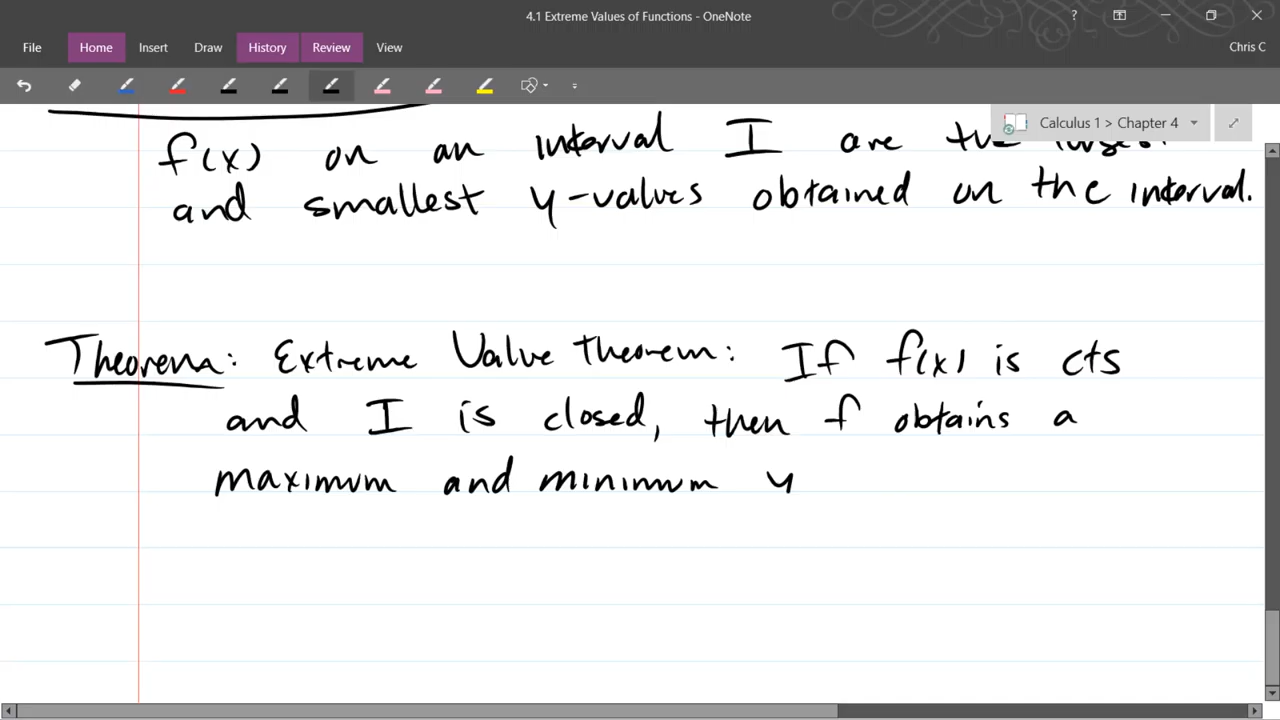 4.1 Extreme Values of Functions - OneNote
?
File Home Insert Draw History Review View
Chris C
Calculus 1 > Chapter 4
f(x) on an interval I are the largest
and smallest y-values obtained on the interval.
Theorem: Extreme Value Theorem: If f(x) is cts
and I is closed, then f obtains a
maximum and minimum y